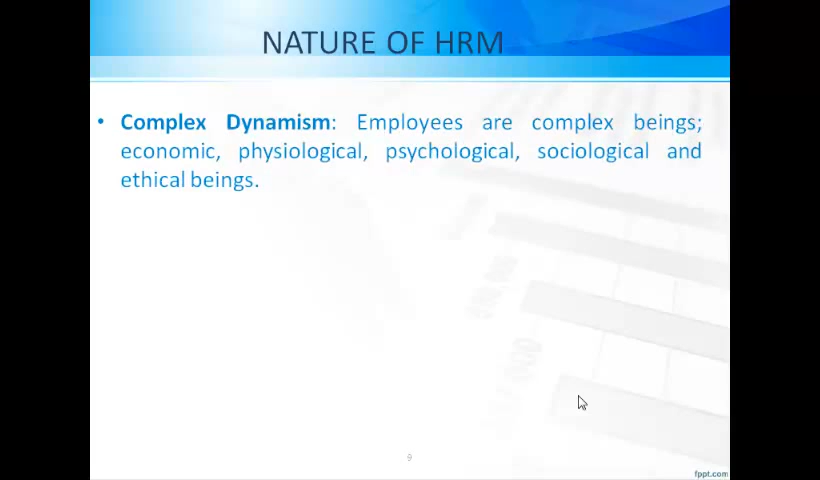 NATURE OF HRM
• Complex Dynamism: Employees are complex beings;
economic, physiological, psychological, sociological and
ethical beings.
9
fppt.com